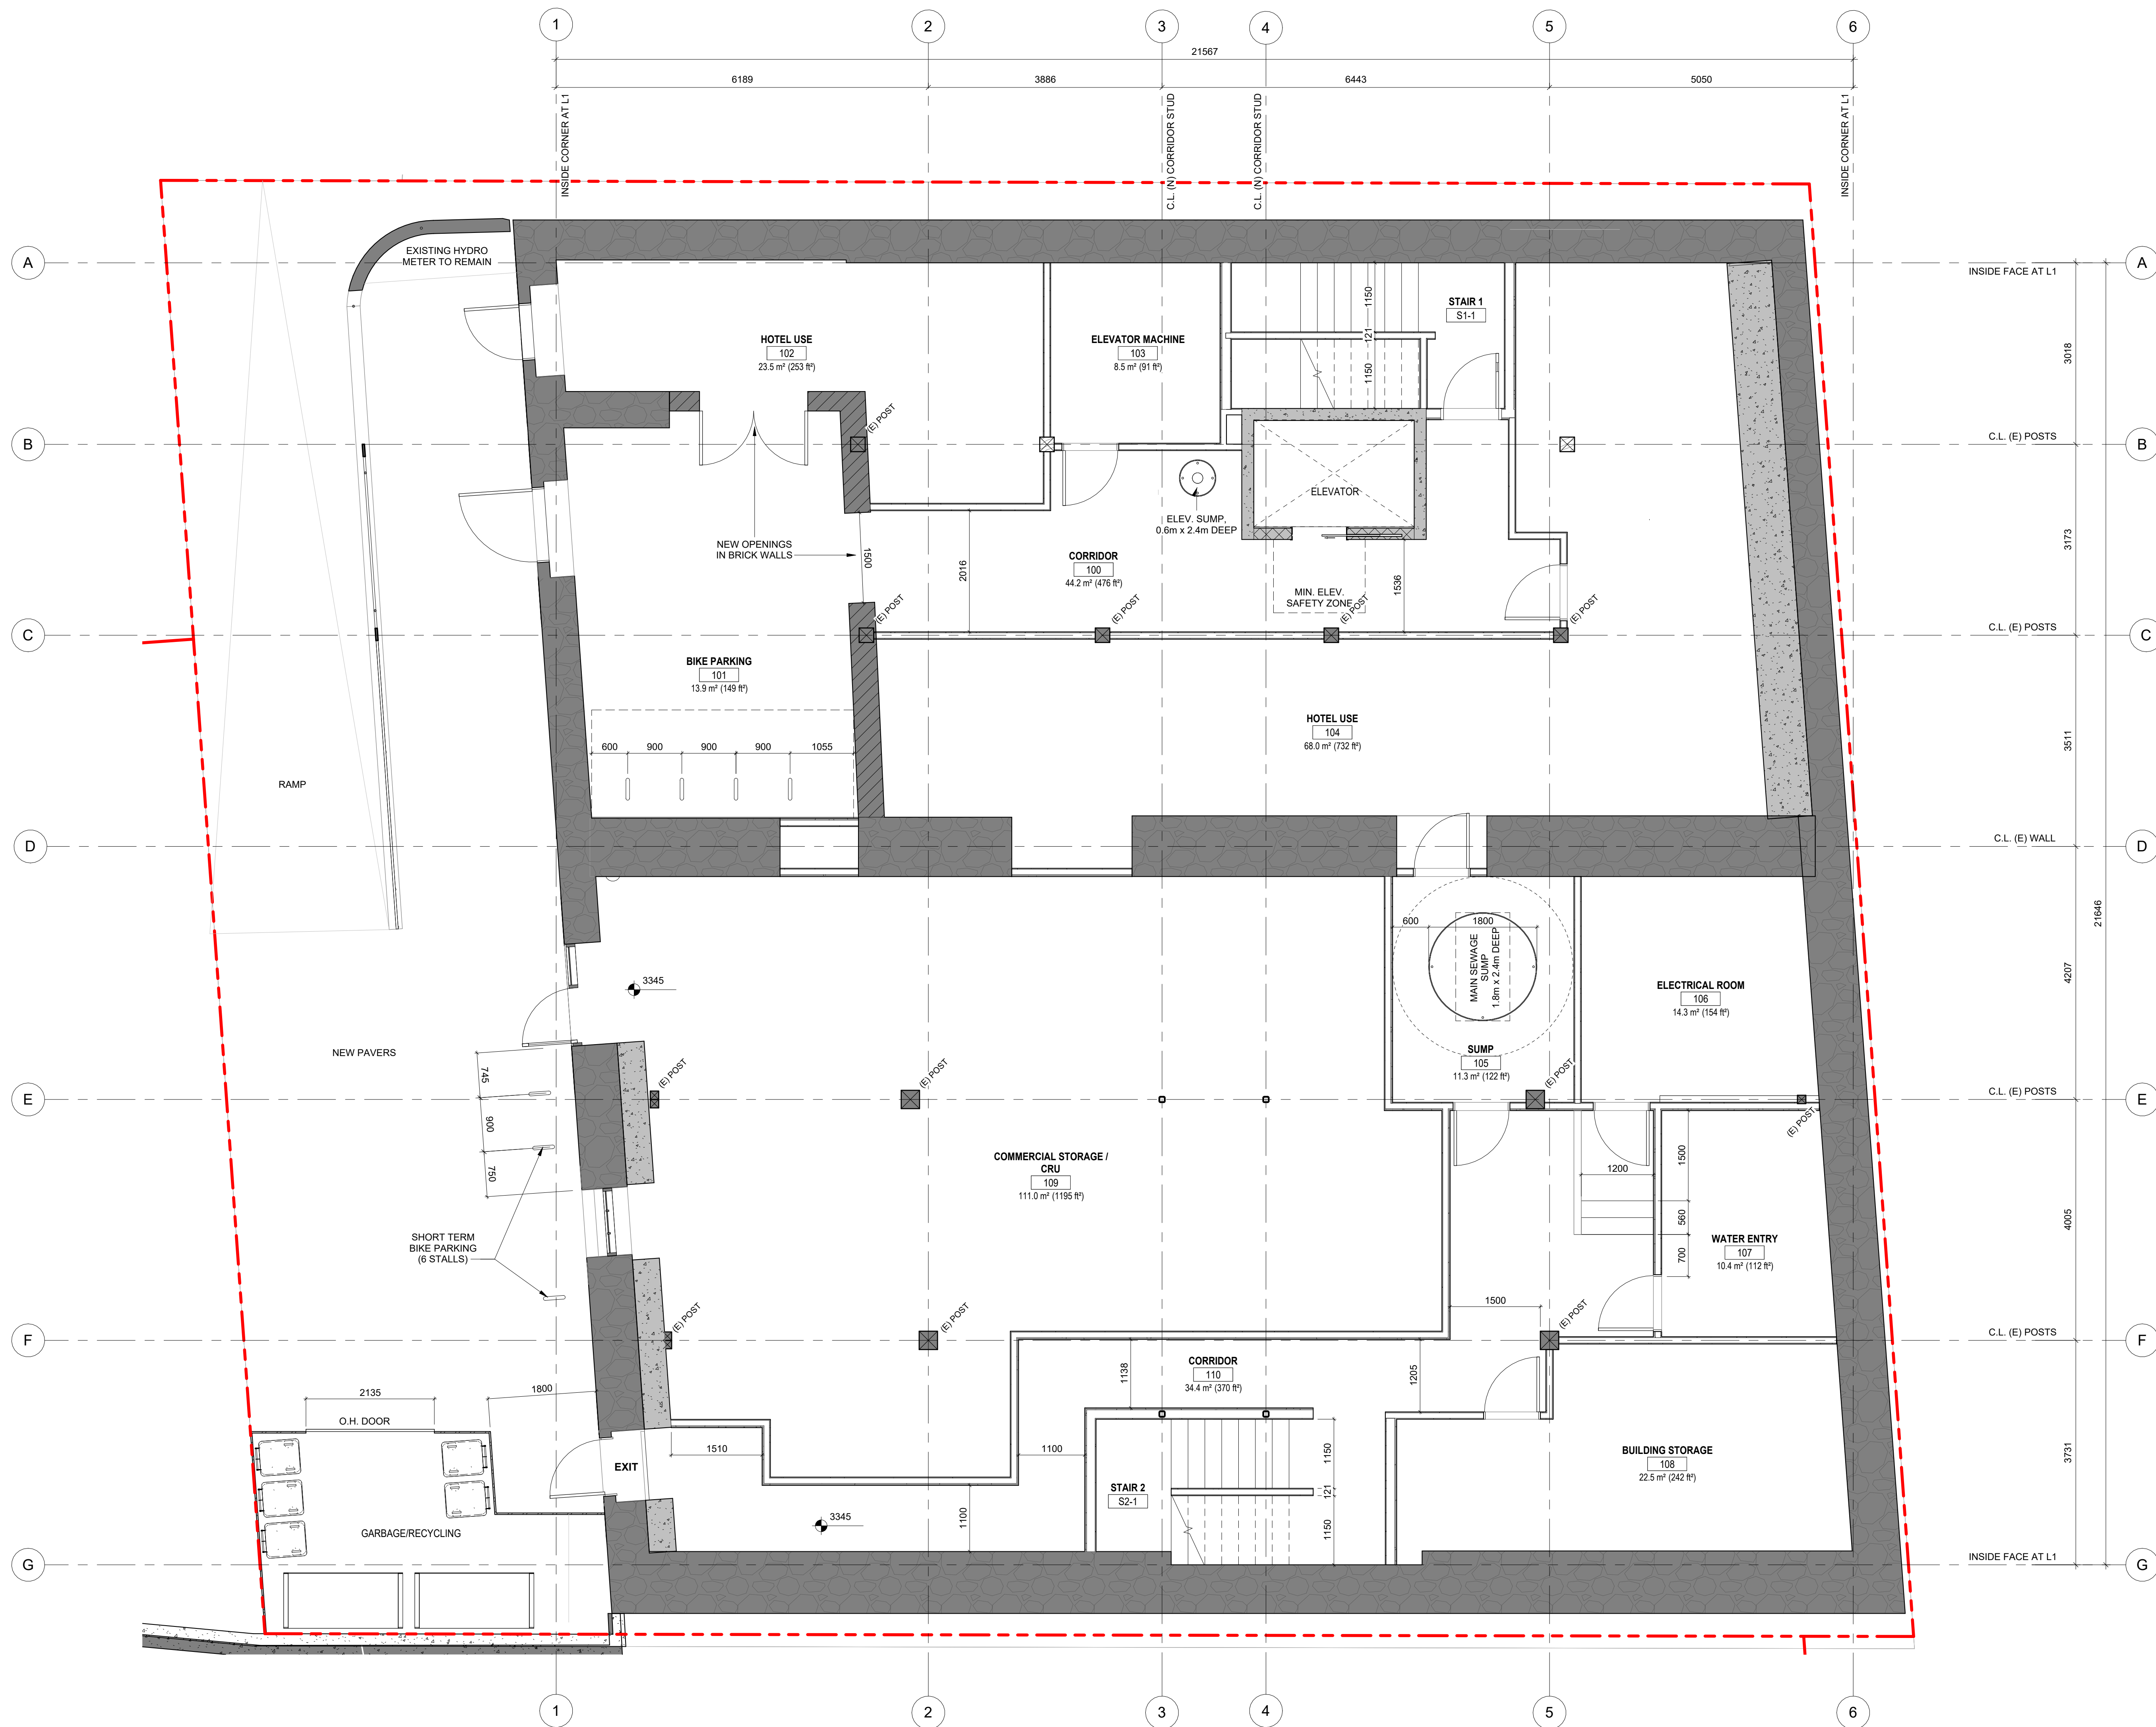 1
2
3
4
5
6
21567
6189
3886
6443
5050
INSIDE CORNER AT L1
C.L. (N) CORRIDOR STUD
C.L. (N) CORRIDOR STUD
INSIDE CORNER AT L1
EXISTING HYDRO
METER TO REMAIN
A
A
INSIDE FACE AT L1
STAIR 1
S1-1
1150
121
1150
HOTEL USE
102
23.5 m² (253 ft²)
ELEVATOR MACHINE
103
8.5 m² (91 ft²)
3018
(E) POST
B
B
C.L. (E) POSTS
ELEVATOR
ELEV. SUMP,
0.6m x 2.4m DEEP
NEW OPENINGS
IN BRICK WALLS
1500
2016
CORRIDOR
100
44.2 m² (476 ft²)
1536
MIN. ELEV.
SAFETY ZONE
3173
(E) POST
(E) POST
(E) POST
(E) POST
C
C
C.L. (E) POSTS
BIKE PARKING
101
13.9 m² (149 ft²)
HOTEL USE
104
68.0 m² (732 ft²)
600
900
900
900
1055
3511
RAMP
D
D
C.L. (E) WALL
21646
600
1800
MAIN SEWAGE
SUMP
1.8m x 2.4m DEEP
3345
ELECTRICAL ROOM
106
14.3 m² (154 ft²)
4207
NEW PAVERS
SUMP
105
11.3 m² (122 ft²)
745
(E) POST
(E) POST
(E) POST
E
E
C.L. (E) POSTS
(E) POST
900
750
COMMERCIAL STORAGE /
CRU
109
111.0 m² (1195 ft²)
1200
1500
560
700
4005
SHORT TERM
BIKE PARKING
(6 STALLS)
WATER ENTRY
107
10.4 m² (112 ft²)
1500
(E) POST
(E) POST
(E) POST
F
F
C.L. (E) POSTS
1138
CORRIDOR
110
34.4 m² (370 ft²)
1205
2135
1800
O.H. DOOR
1510
1100
1150
EXIT
STAIR 2
S2-1
121
BUILDING STORAGE
108
22.5 m² (242 ft²)
3731
GARBAGE/RECYCLING
3345
1100
1150
G
G
INSIDE FACE AT L1
1
2
3
4
5
6